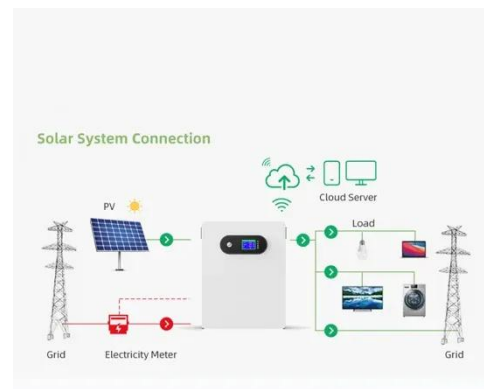 Solar System Connection
Cloud Server
PV
Load
Grid
Electricity Meter
Grid